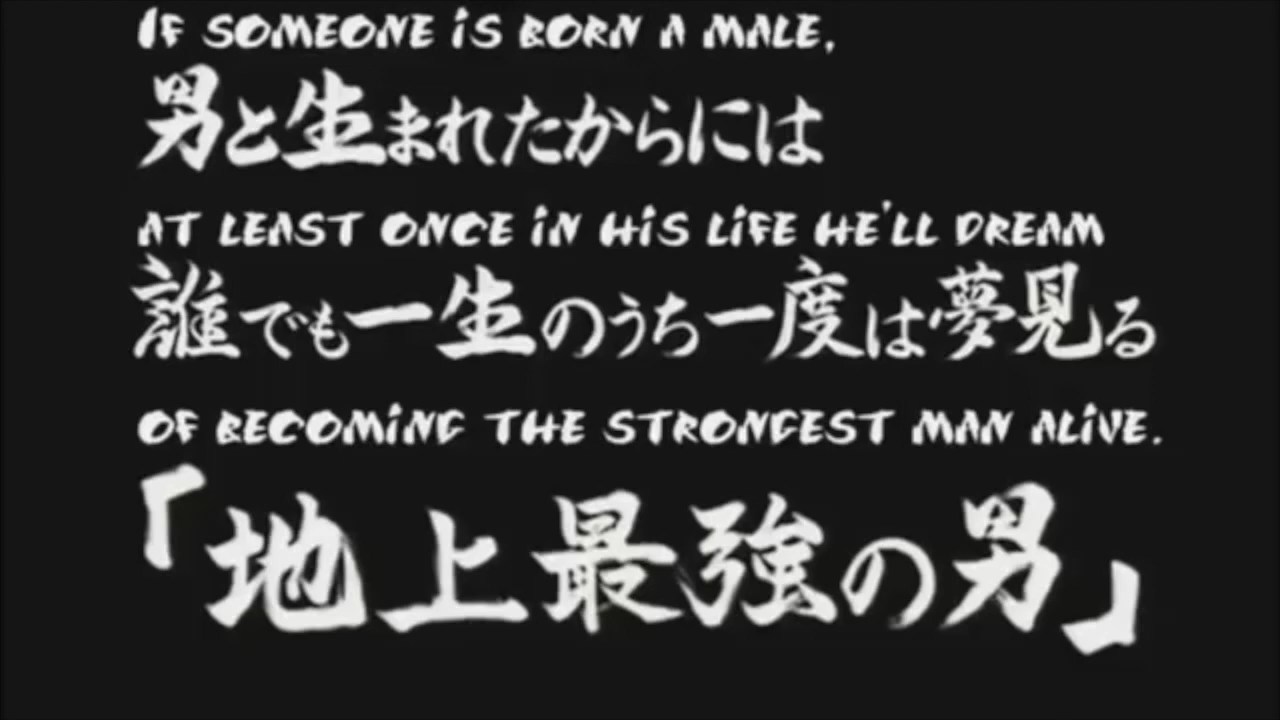 IF SOMEONE IS BORN A MALE,
男と生まれたからには
AT LEAST ONCE IN HIS LIFE HE'LL DREAM
誰でも一生のうち一度は夢見る
OF BECOMING THE STRONGEST MAN ALIVE.
「地上最強の男」